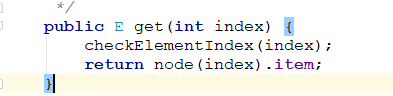 */
public E get(int index) {
checkElementIndex(index);
return node(index).item;
}